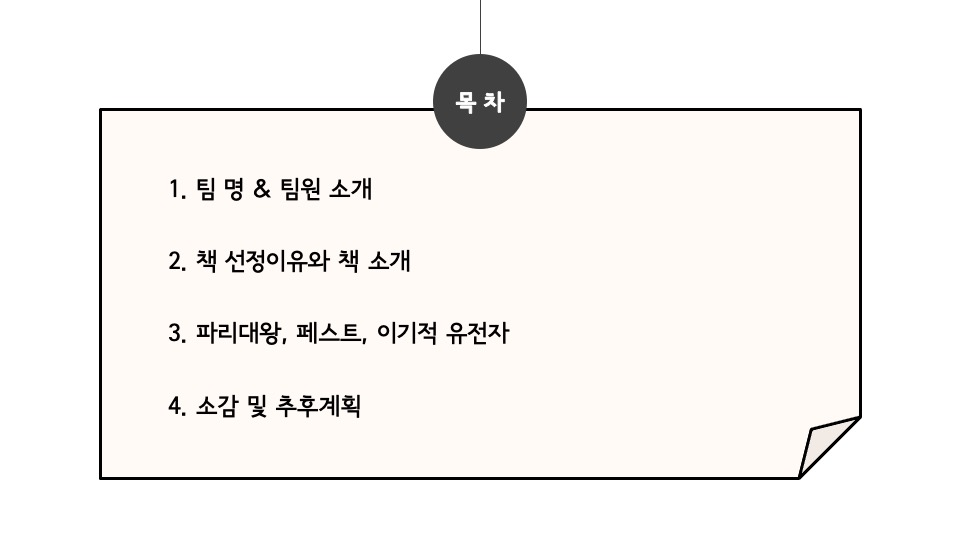 목 차
1. 팀 명 & 팀원 소개
2. 책 선정이유와 책 소개
3. 파리대왕, 페스트, 이기적 유전자
4. 소감 및 추후계획